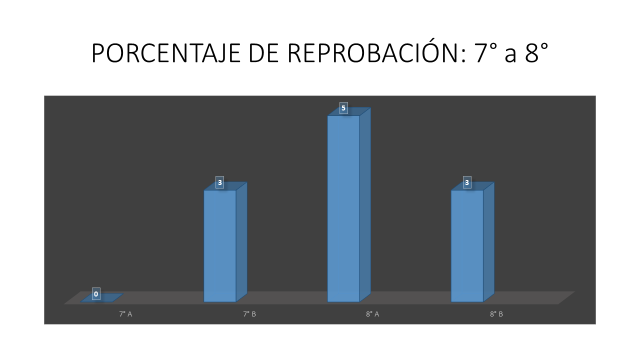 PORCENTAJE DE REPROBACIÓN: 7° a 8°
5
3
3
0
7° A
7° B
8° A
8° B